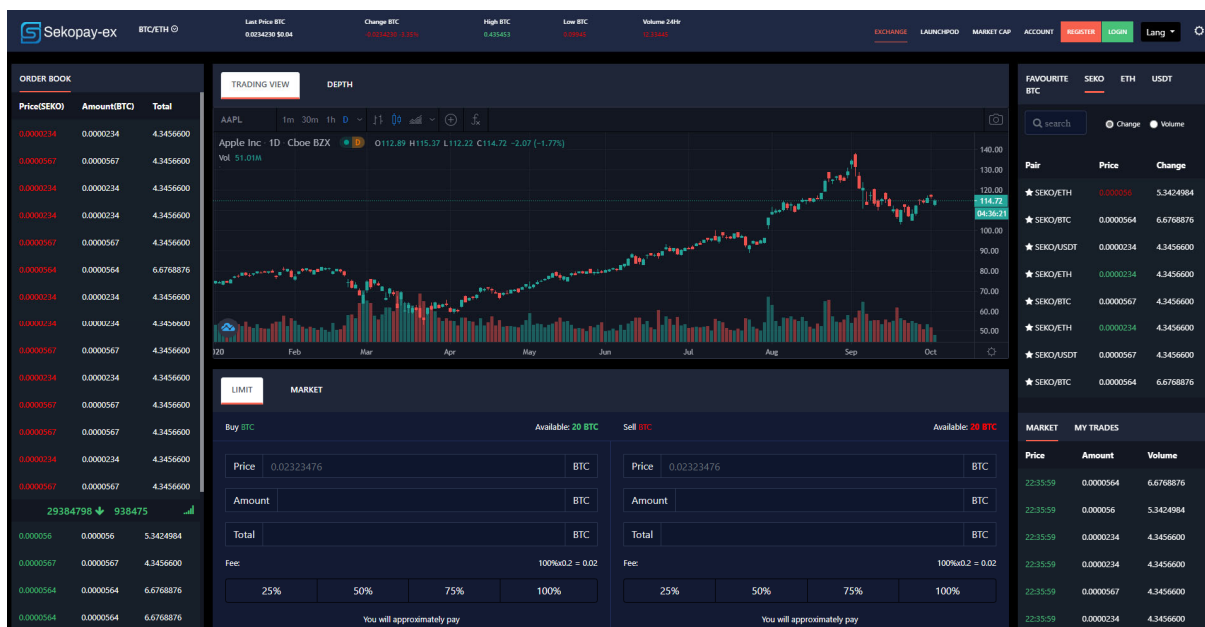 Sekopay-ex
BTC/ETH
Last Price BTC
0.0234230 $0.04
Change BTC
-0.0234230 -3.35%
High BTC
0.435453
Low BTC
Volume 24Hr
12.35445
EXCHANGE LAUNCHPOD MARKET CAP ACCOUNT REGISTER LOGIN Lang
ORDER BOOK
Price(SEKO) Amount(BTC) Total
0.0000234 0.0000234 4.3456600
0.0000567 0.0000567 4.3456600
0.0000234 0.0000234 4.3456600
0.0000234 0.0000234 4.3456600
0.0000567 0.0000567 4.3456600
0.0000564 0.0000564 6.6768876
0.0000234 0.0000234 4.3456600
0.0000234 0.0000234 4.3456600
0.0000567 0.0000567 4.3456600
0.0000234 0.0000234 4.3456600
0.0000567 0.0000567 4.3456600
0.0000567 0.0000567 4.3456600
0.0000234 0.0000234 4.3456600
0.0000567 0.0000567 4.3456600
29384798 938475
0.000056 0.000056 5.3424984
0.0000567 0.0000567 4.3456600
0.0000564 0.0000564 6.6768876
0.0000564 0.0000564 6.6768876
TRADING VIEW DEPTH
AAPL 1m 30m 1h D
Apple Inc 1D Cboe BZX D O112.89 H115.37 L112.22 C114.72 -2.07 (-1.77%)
Vol 51.01M
140.00
130.00
120.00
114.72
04:36:21
100.00
90.00
80.00
70.00
60.00
50.00
020 Feb Mar Apr May Jun Jul Aug Sep Oct
LIMIT MARKET
Buy BTC Available: 20 BTC
Price 0.02323476 BTC
Amount BTC
Total BTC
Fee: 100%x0.2 = 0.02
25% 50% 75% 100%
You will approximately pay
Sell BTC Available: 20 BTC
Price 0.02323476 BTC
Amount BTC
Total BTC
Fee: 100%x0.2 = 0.02
25% 50% 75% 100%
You will approximately pay
FAVOURITE SEKO ETH USDT
BTC
search Change Volume
Pair Price Change
SEKO/ETH 0.000056 5.3424984
SEKO/BTC 0.0000564 6.6768876
SEKO/USDT 0.0000234 4.3456600
SEKO/ETH 0.0000234 4.3456600
SEKO/BTC 0.0000567 4.3456600
SEKO/ETH 0.0000234 4.3456600
SEKO/USDT 0.0000567 4.3456600
SEKO/BTC 0.0000564 6.6768876
MARKET MY TRADES
Price Amount Volume
22:35:59 0.0000564 6.6768876
22:35:59 0.000056 5.3424984
22:35:59 0.0000234 4.3456600
22:35:59 0.0000234 4.3456600
22:35:59 0.0000567 4.3456600
22:35:59 0.0000234 4.3456600